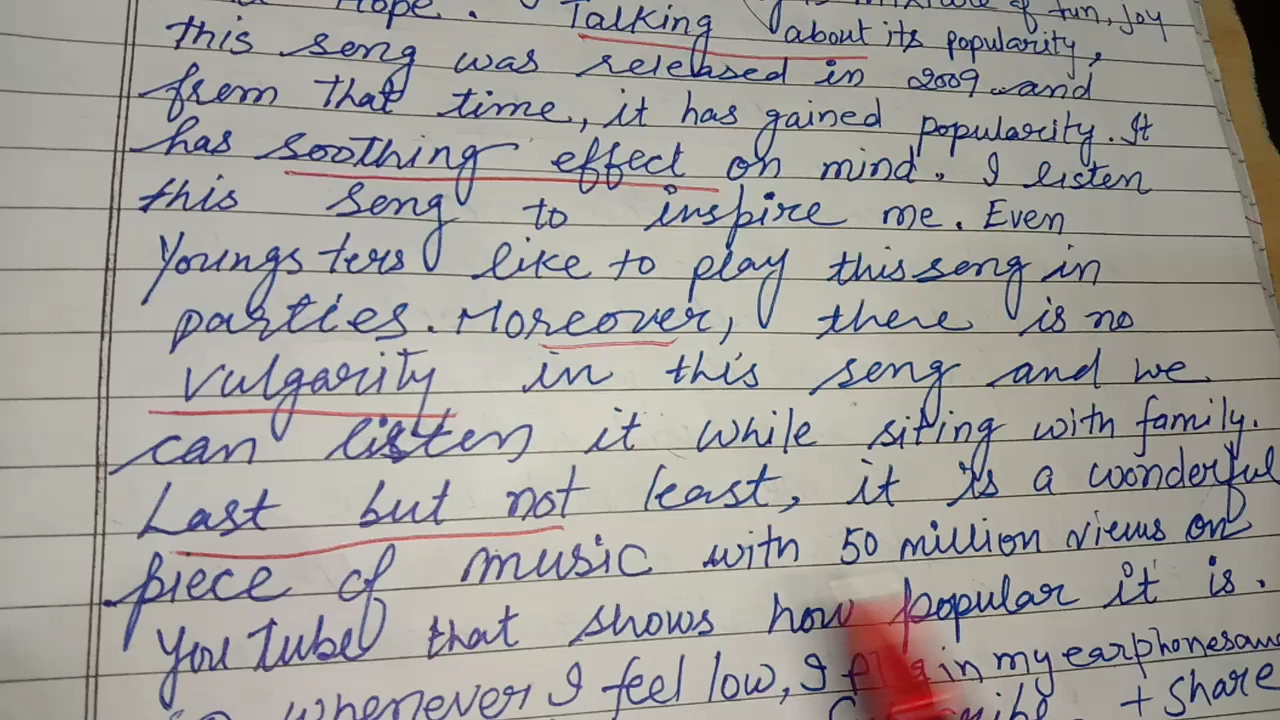 Hope. Talking about its popularity,
of fun, joy
this song was released in 2009 and
from that time, it has gained popularity. It
has soothing effect on mind. I listen
this song to inspire me. Even
Youngsters like to play this song in
parties. Moreover, there is no
vulgarity in this song and we
can listen it while siting with family.
Last but not least, it is a wonderful
piece of music with 50 million views on
YouTube that shows how popular it is.
whenever I feel low, I in my earphones
+ Share